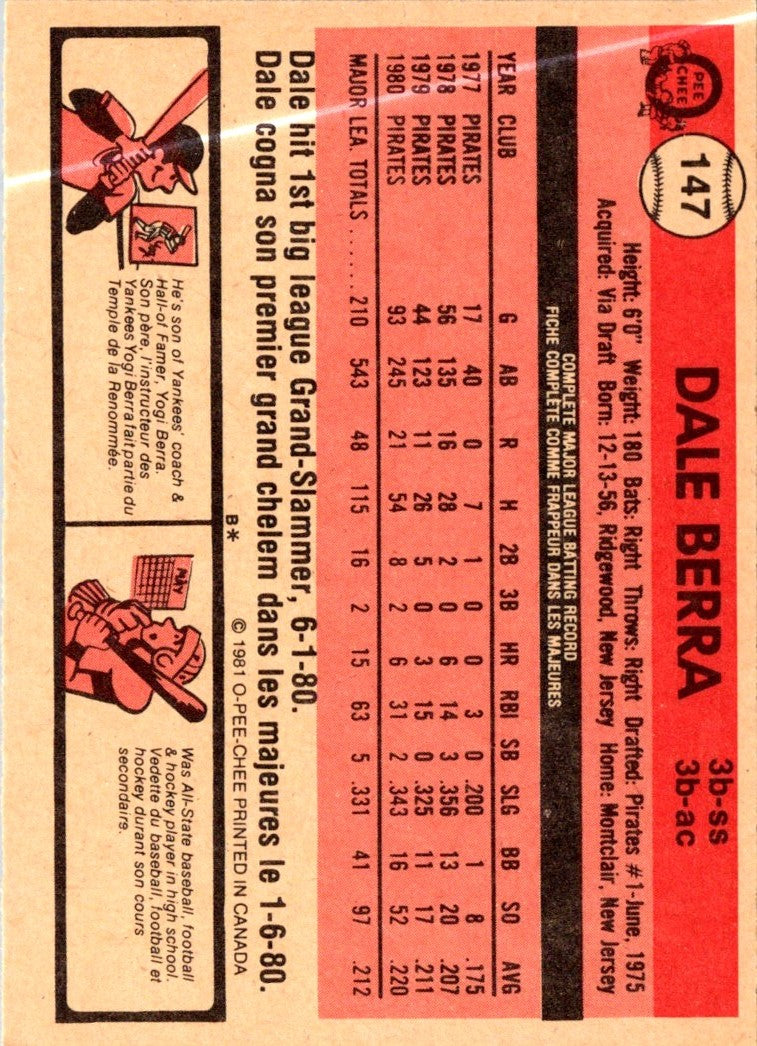 O
PEE
CHEE
147
DALE BERRA
3b-ss
3b-ac
Height: 6'0" Weight: 180 Bats: Right Throws: Right Drafted: Pirates #1-June, 1975
Acquired: Via Draft Born: 12-13-56, Ridgewood, New Jersey Home: Montclair, New Jersey
COMPLETE MAJOR LEAGUE BATTING RECORD
FICHE COMPLÈTE COMME FRAPPEUR DANS LES MAJEURES
YEAR CLUB G AB R H 2B 3B HR RBI SB SLG BB SO AVG
1977 PIRATES 17 40 0 7 1 0 0 3 0 .200 1 8 .175
1978 PIRATES 56 135 16 28 2 0 6 14 3 .356 13 20 .207
1979 PIRATES 44 123 11 26 5 0 3 15 0 .325 11 17 .211
1980 PIRATES 93 245 21 54 8 2 6 31 2 .343 16 52 .220
MAJOR LEA. TOTALS ...... 210 543 48 115 16 2 15 63 5 .331 41 97 .212
Dale hit 1st big league Grand-Slammer, 6-1-80.
Dale cogna son premier grand chelem dans les majeures le 1-6-80.
B* © 1981 O-PEE-CHEE PRINTED IN CANADA
He's son of Yankees' coach &
Hall-of Famer, Yogi Berra.
Son père, l'instructeur des
Yankees Yogi Berra fait partie du
Temple de la Renommée.
MAY
Was All-State baseball, football
& hockey player in high school.
Vedette du baseball, football et
hockey durant son cours
secondaire.